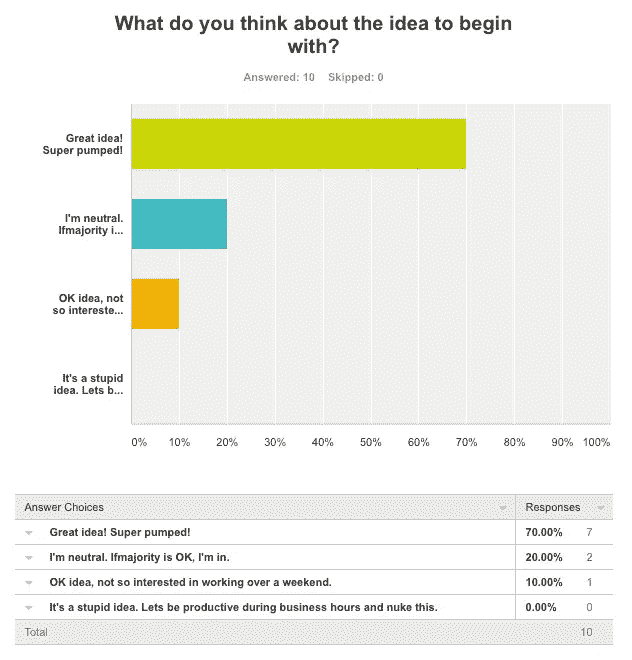 What do you think about the idea to begin
with?
Answered: 10 Skipped: 0
Great idea!
Super pumped!
I'm neutral.
Ifmajority i...
OK idea, not
so intereste...
It's a stupid
idea. Lets b...
0% 10% 20% 30% 40% 50% 60% 70% 80% 90% 100%
Answer Choices Responses
Great idea! Super pumped! 70.00% 7
I'm neutral. Ifmajority is OK, I'm in. 20.00% 2
OK idea, not so interested in working over a weekend. 10.00% 1
It's a stupid idea. Lets be productive during business hours and nuke this. 0.00% 0
Total 10